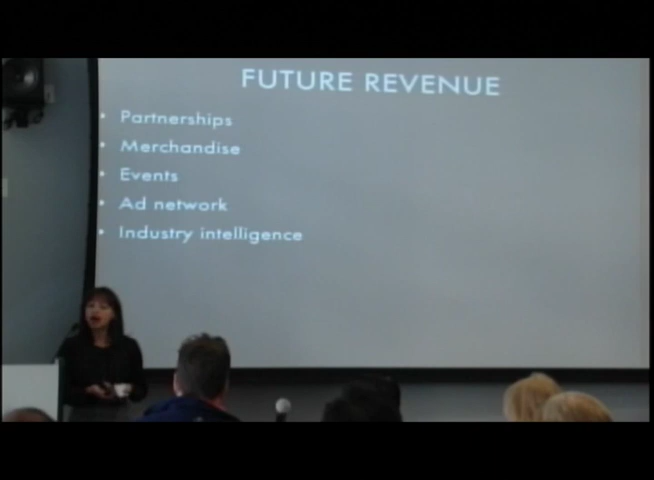 FUTURE REVENUE
• Partnerships
• Merchandise
• Events
• Ad network
• Industry intelligence